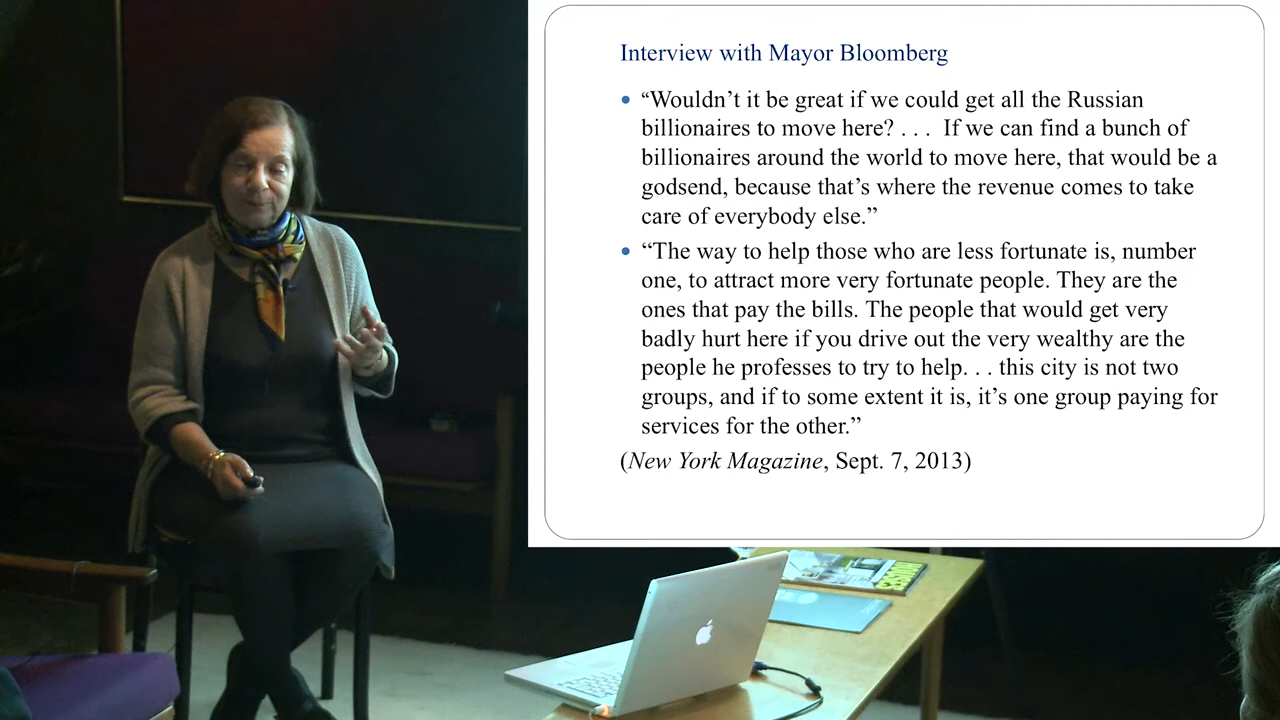 Interview with Mayor Bloomberg
• “Wouldn’t it be great if we could get all the Russian
billionaires to move here? . . . If we can find a bunch of
billionaires around the world to move here, that would be a
godsend, because that’s where the revenue comes to take
care of everybody else.”
• “The way to help those who are less fortunate is, number
one, to attract more very fortunate people. They are the
ones that pay the bills. The people that would get very
badly hurt here if you drive out the very wealthy are the
people he professes to try to help. . . this city is not two
groups, and if to some extent it is, it’s one group paying for
services for the other.”
(New York Magazine, Sept. 7, 2013)